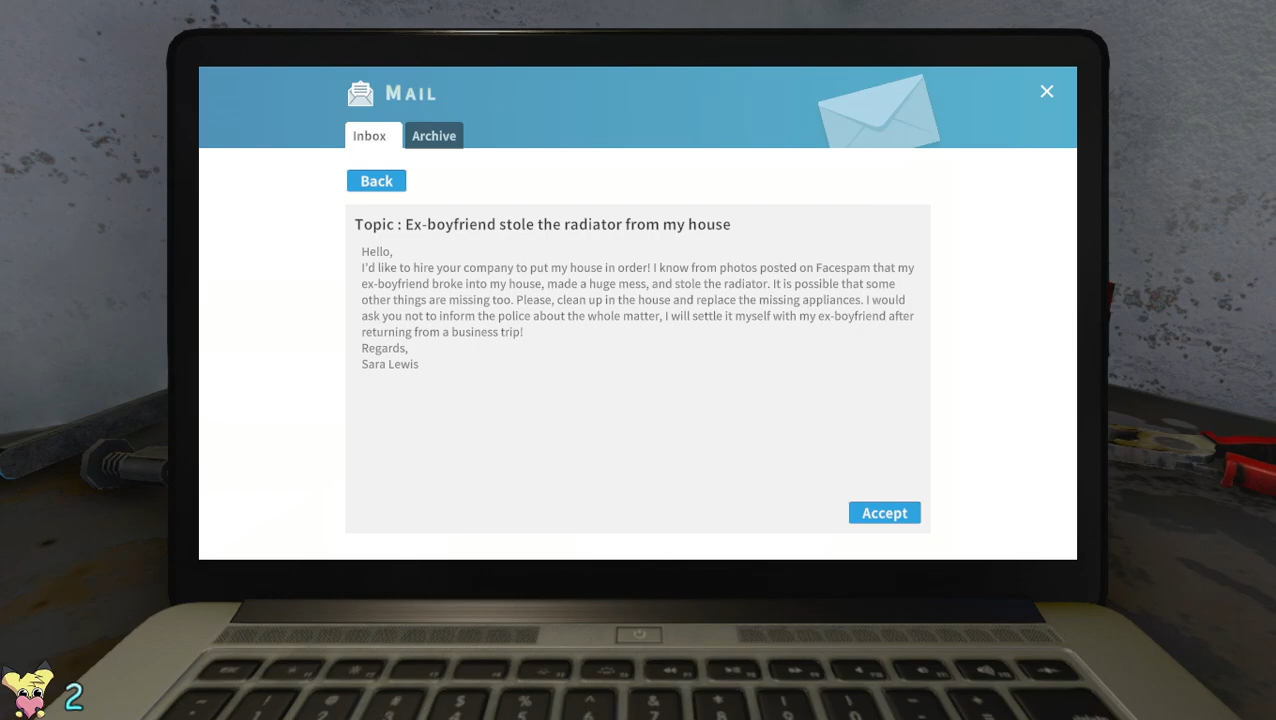 MAIL
Inbox
Archive
Back
Topic : Ex-boyfriend stole the radiator from my house
Hello,
I'd like to hire your company to put my house in order! I know from photos posted on Facespam that my
ex-boyfriend broke into my house, made a huge mess, and stole the radiator. It is possible that some
other things are missing too. Please, clean up in the house and replace the missing appliances. I would
ask you not to inform the police about the whole matter, I will settle it myself with my ex-boyfriend after
returning from a business trip!
Regards,
Sara Lewis
Accept
2